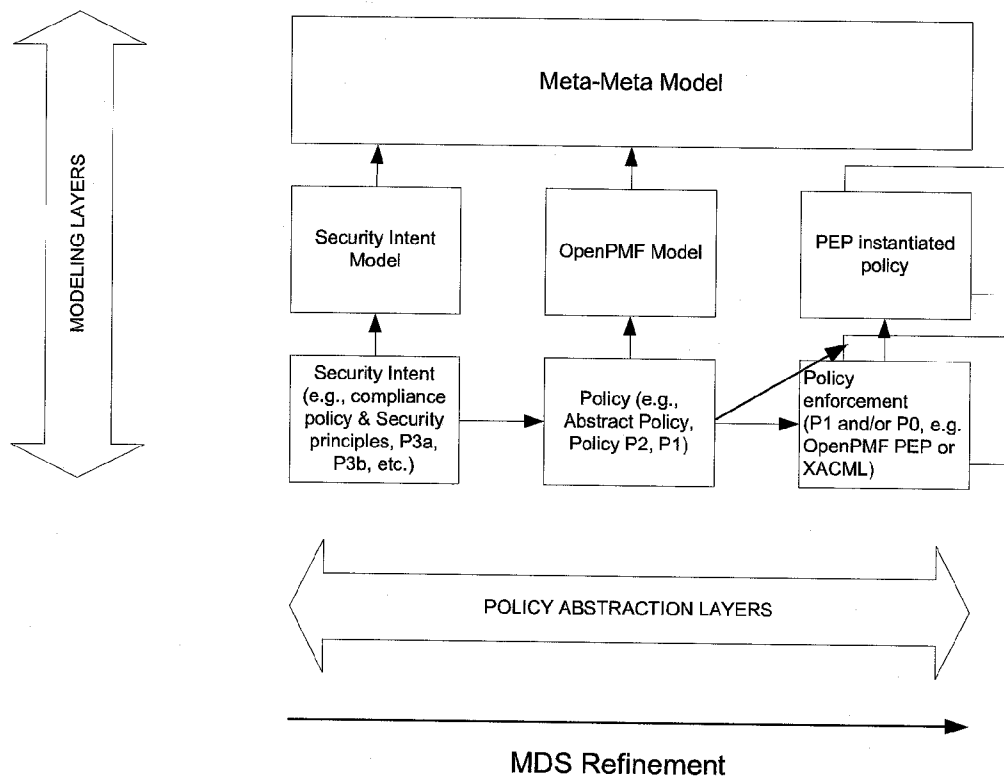 Meta-Meta Model
MODELING LAYERS
Security Intent
Model
OpenPMF Model
PEP instantiated
policy
Security Intent
(e.g., compliance
policy & Security
principles, P3a,
P3b, etc.)
Policy (e.g.,
Abstract Policy,
Policy P2, P1)
Policy
enforcement
(P1 and/or P0, e.g.
OpenPMF PEP or
XACML)
POLICY ABSTRACTION LAYERS
MDS Refinement